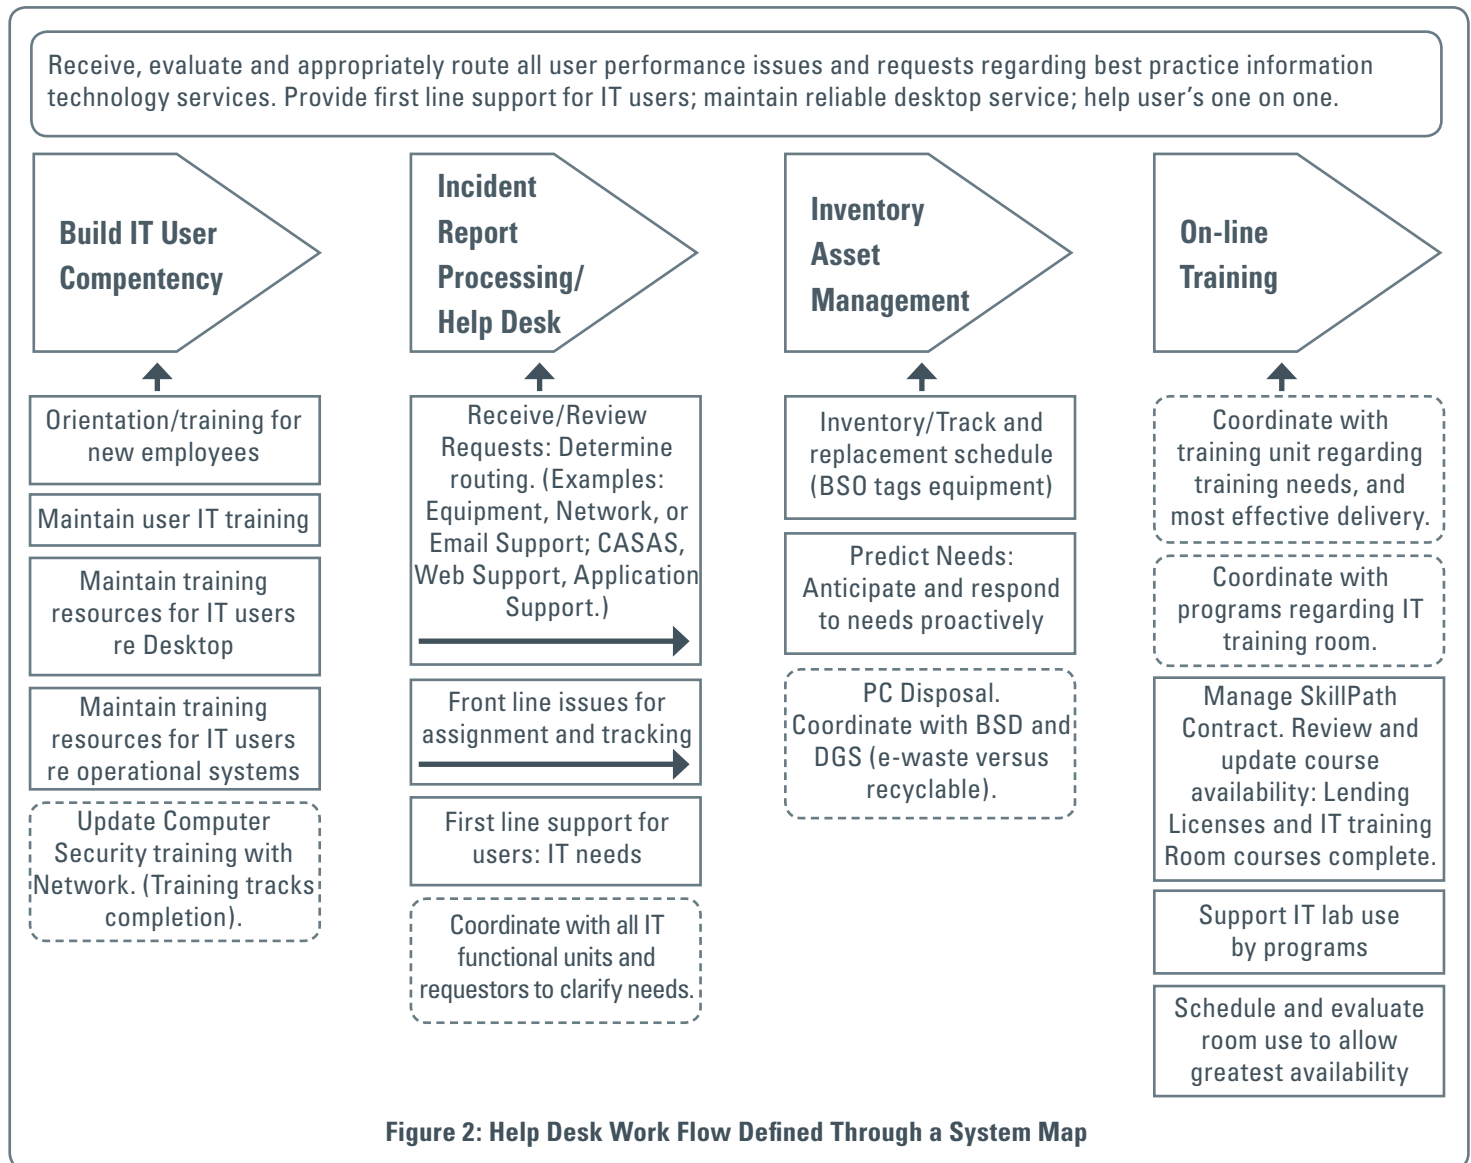 Receive, evaluate and appropriately route all user performance issues and requests regarding best practice information
technology services. Provide first line support for IT users; maintain reliable desktop service; help user's one on one.
Build IT User
Compentency
Orientation/training for
new employees
Maintain user IT training
Maintain training
resources for IT users
re Desktop
Maintain training
resources for IT users
re operational systems
Update Computer
Security training with
Network. (Training tracks
completion).
Incident
Report
Processing/
Help Desk
Receive/Review
Requests: Determine
routing. (Examples:
Equipment, Network, or
Email Support; CASAS,
Web Support, Application
Support.)
Front line issues for
assignment and tracking
First line support for
users: IT needs
Coordinate with all IT
functional units and
requestors to clarify needs.
Inventory
Asset
Management
Inventory/Track and
replacement schedule
(BSO tags equipment)
Predict Needs:
Anticipate and respond
to needs proactively
PC Disposal.
Coordinate with BSD and
DGS (e-waste versus
recyclable).
On-line
Training
Coordinate with
training unit regarding
training needs, and
most effective delivery.
Coordinate with
programs regarding IT
training room.
Manage SkillPath
Contract. Review and
update course
availability: Lending
Licenses and IT training
Room courses complete.
Support IT lab use
by programs
Schedule and evaluate
room use to allow
greatest availability
Figure 2: Help Desk Work Flow Defined Through a System Map